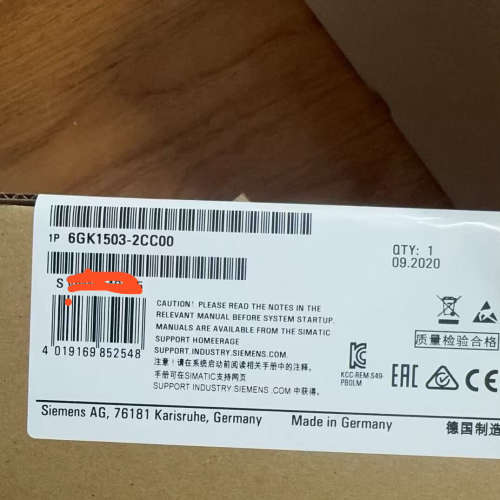 1P 6GK1503-2CC00
QTY: 1
09.2020
S
CAUTION! PLEASE READ THE NOTES IN THE
RELEVANT MANUAL BEFORE SYSTEM STARTUP.
MANUALS ARE AVAILABLE FROM THE SIMATIC
SUPPORT HOMEERAGE
SUPPORT.INDUSTRY.SIEMENS.COM
注意!请在系统启动前阅读相关手册中的注释。
手册可在SIMATIC支持网页
SUPPORT INDUSTRY.SIEMENS .COM 中获得。
4 019169 852548
质量检验合格
KCC-REM-S49-
PB0LM
EAC
Siemens AG, 76181 Karisruhe, Germany
Made in Germany
德国制造